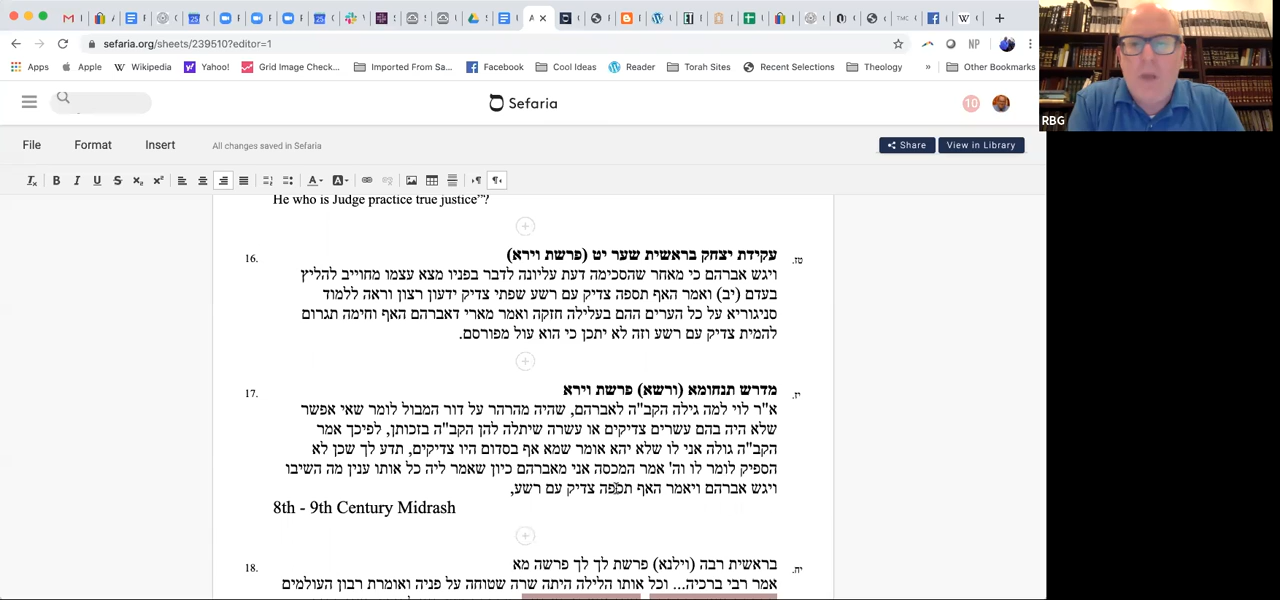 sefaria.org/sheets/239510?editor=1
NP
Apps
Apple
Wikipedia
Yahoo!
Grid Image Check...
Imported From Sa...
Facebook
Cool Ideas
Reader
Torah Sites
Recent Selections
Theology
»
Other Bookmarks
RBG
Sefaria
10
File
Format
Insert
All changes saved in Sefaria
Share
View in Library
He who is Judge practice true justice”?
16.
טז.
עקידת יצחק בראשית שער יט (פרשת וירא)
ויגש אברהם כי מאחר שהסכימה דעת עליונה לדבר בפניו מצא עצמו מחוייב להליץ
בעדם (יב) ואמר האף תספה צדיק עם רשע שפתי צדיק ידעון רצון וראה ללמוד
סניגוריא על כל הערים ההם בעלילה חזקה ואמר מארי דאברהם האף וחימה תגרום
להמית צדיק עם רשע וזה לא יתכן כי הוא עול מפורסם.
17.
יז.
מדרש תנחומא (ורשא) פרשת וירא
א"ר לוי למה גילה הקב"ה לאברהם, שהיה מהרהר על דור המבול לומר שאי אפשר
שלא היה בהם עשרים צדיקים או עשרה שיתלה להן הקב"ה בזכותן, לפיכך אמר
הקב"ה גולה אני לו שלא יהא אומר שמא אף בסדום היו צדיקים, תדע לך שכן לא
הספיק לומר לו וה' אמר המכסה אני מאברהם כיון שאמר ליה כל אותו ענין מה השיבו
ויגש אברהם ויאמר האף תספה צדיק עם רשע,
8th - 9th Century Midrash
18.
יח.
בראשית רבה (וילנא) פרשת לך לך פרשה מא
אמר רבי ברכיה... וכל אותו הלילה היתה שרה שטוחה על פניה ואומרת רבון העולמים